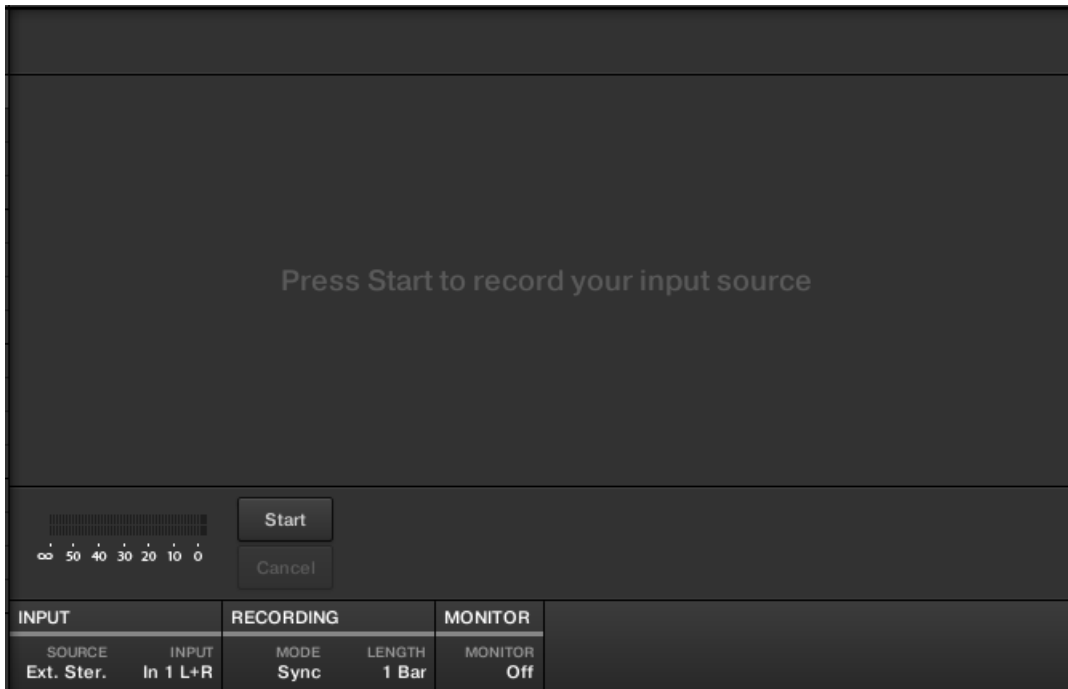 Press Start to record your input source
Start
∞ 50 40 30 20 10 0
Cancel
INPUT RECORDING MONITOR
SOURCE INPUT MODE LENGTH MONITOR
Ext. Ster. In 1 L+R Sync 1 Bar Off